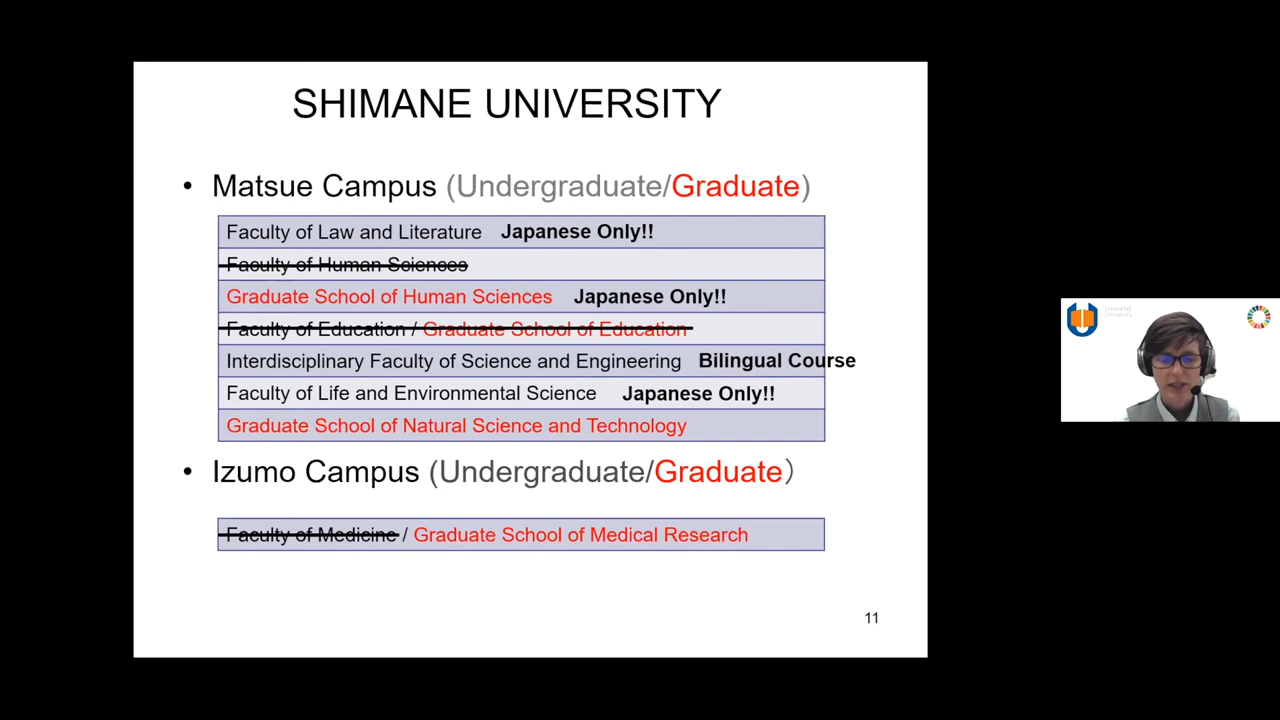 SHIMANE UNIVERSITY
• Matsue Campus (Undergraduate/Graduate)
Faculty of Law and Literature Japanese Only!!
Faculty of Human Sciences
Graduate School of Human Sciences Japanese Only!!
Faculty of Education / Graduate School of Education
Interdisciplinary Faculty of Science and Engineering Bilingual Course
Faculty of Life and Environmental Science Japanese Only!!
Graduate School of Natural Science and Technology
• Izumo Campus (Undergraduate/Graduate）
Faculty of Medicine / Graduate School of Medical Research
11
SHIMANE
University